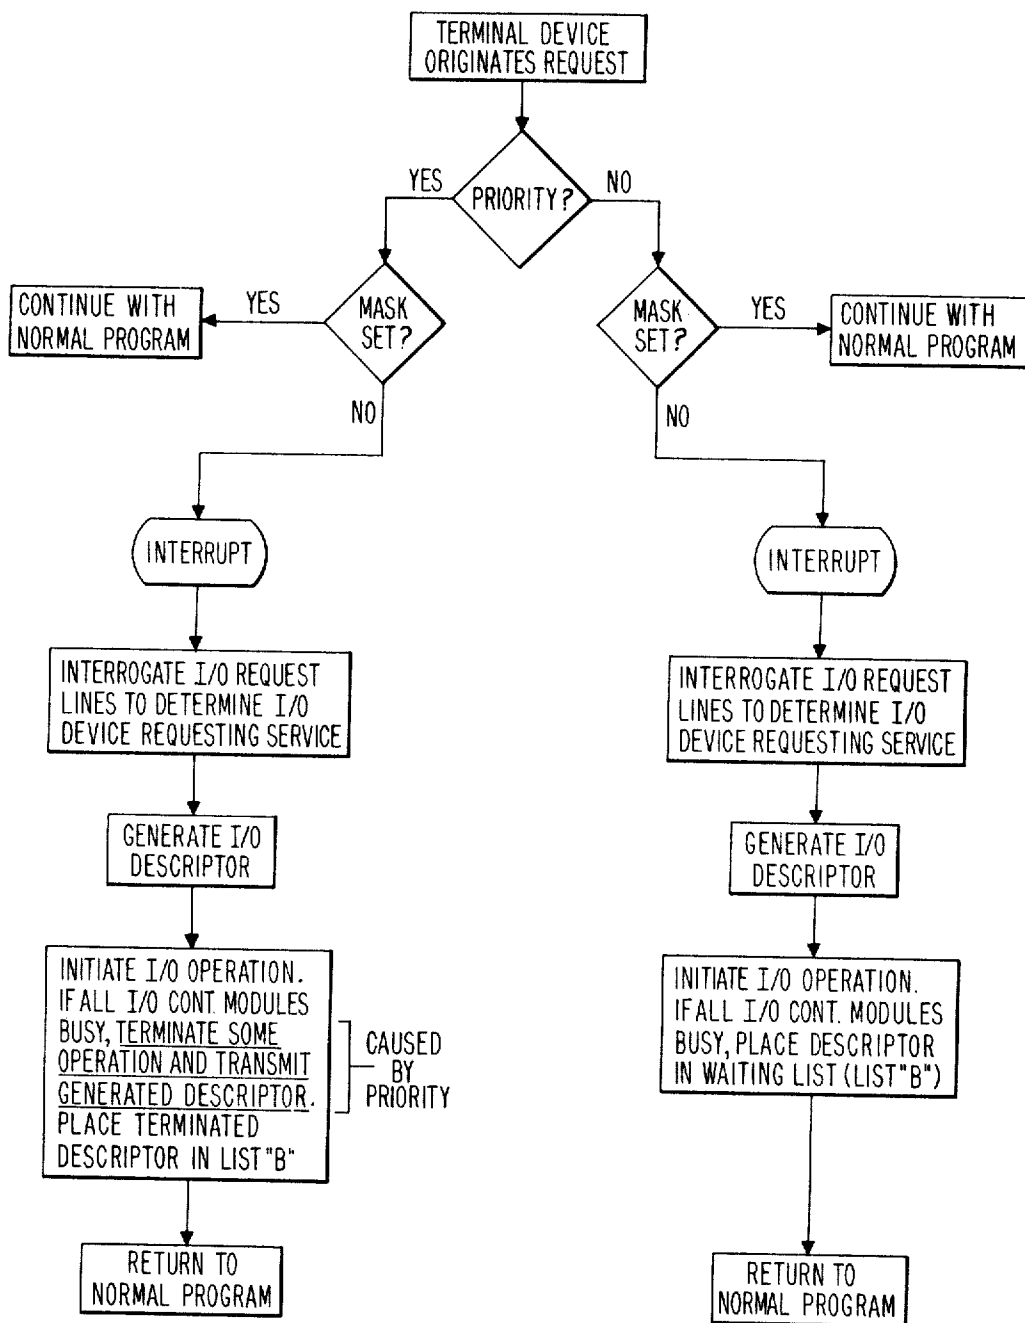 TERMINAL DEVICE
ORIGINATES REQUEST
PRIORITY?
YES
NO
MASK
SET?
YES
CONTINUE WITH
NORMAL PROGRAM
NO
INTERRUPT
INTERROGATE I/O REQUEST
LINES TO DETERMINE I/O
DEVICE REQUESTING SERVICE
GENERATE I/O
DESCRIPTOR
INITIATE I/O OPERATION.
IF ALL I/O CONT. MODULES
BUSY, TERMINATE SOME
OPERATION AND TRANSMIT
GENERATED DESCRIPTOR.
PLACE TERMINATED
DESCRIPTOR IN LIST "B"
CAUSED
BY
PRIORITY
RETURN TO
NORMAL PROGRAM
MASK
SET?
YES
CONTINUE WITH
NORMAL PROGRAM
NO
INTERRUPT
INTERROGATE I/O REQUEST
LINES TO DETERMINE I/O
DEVICE REQUESTING SERVICE
GENERATE I/O
DESCRIPTOR
INITIATE I/O OPERATION.
IF ALL I/O CONT. MODULES
BUSY, PLACE DESCRIPTOR
IN WAITING LIST (LIST "B")
RETURN TO
NORMAL PROGRAM